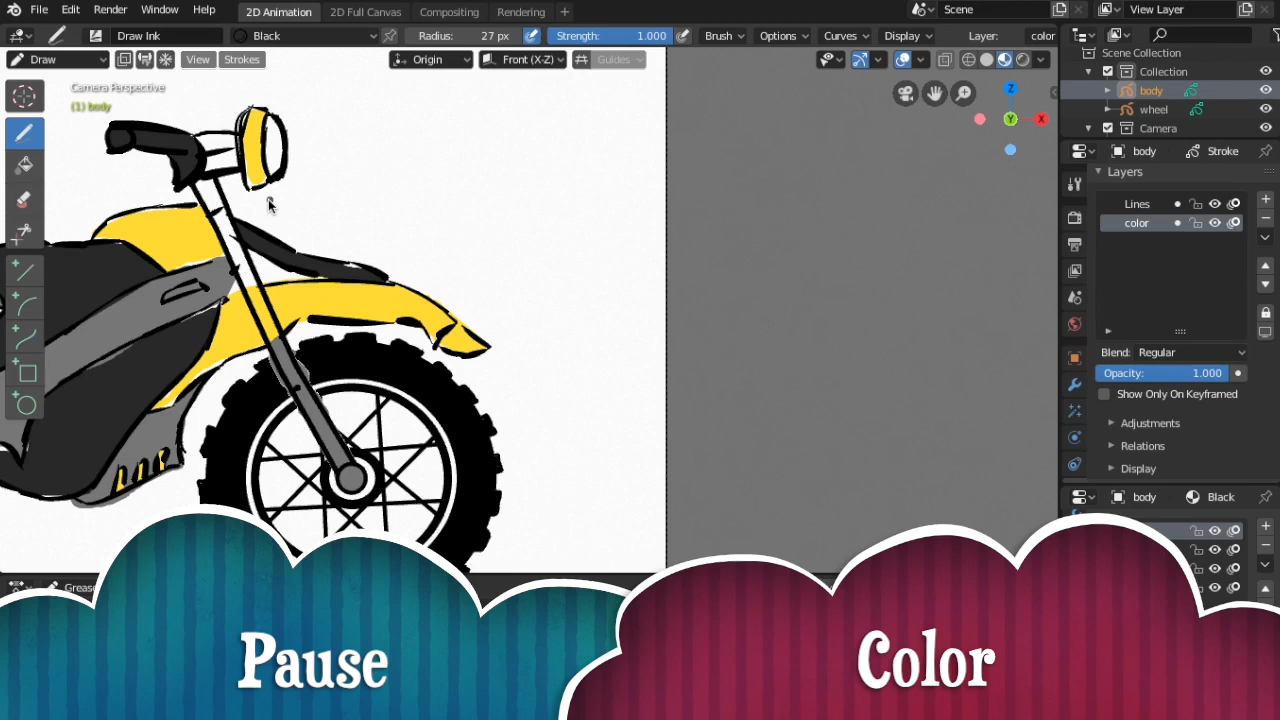 File Edit Render Window Help 2D Animation 2D Full Canvas Compositing Rendering + Scene View Layer
Draw Ink Black Radius: 27 px Strength: 1.000 Brush Options Curves Display Layer: color
Draw View Strokes Origin Front (X-Z) Guides
Camera Perspective
(1) body
Z
Y
X
Scene Collection
Collection
body
wheel
Camera
body Stroke
Layers
Lines
color
Blend: Regular
Opacity: 1.000
Show Only On Keyframed
Adjustments
Relations
Display
body Black
Pause
Color